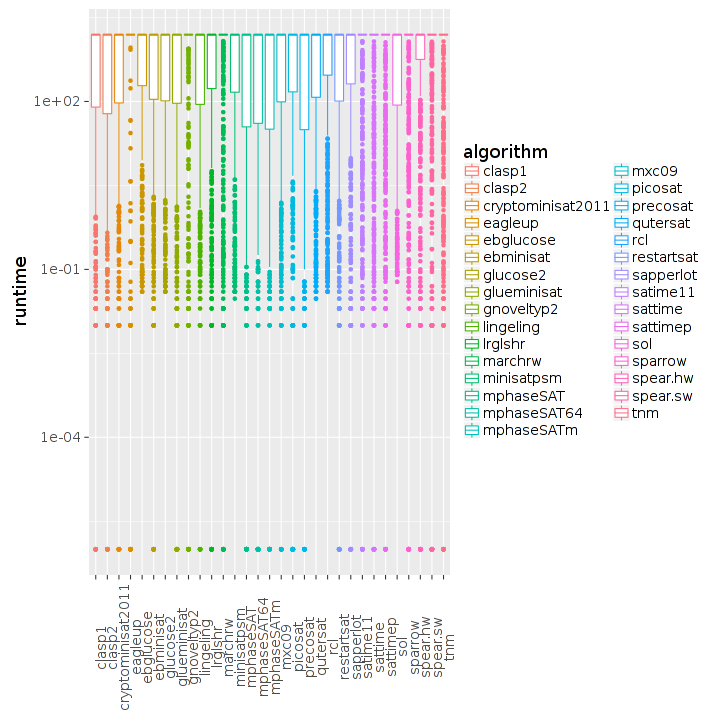 runtime
1e+02
1e-01
1e-04
clasp1
clasp2
cryptominisat2011
eagleup
ebglucose
ebminisat
glucose2
glueminisat
gnoveltyp2
lingeling
lrglshr
marchrw
minisatpsm
mphaseSAT
mphaseSAT64
mphaseSATm
mxc09
picosat
precosat
qutersat
rcl
restartsat
sapperlot
satime11
sattime
sattimep
sol
sparrow
spear.hw
spear.sw
tnm
algorithm
clasp1
clasp2
cryptominisat2011
eagleup
ebglucose
ebminisat
glucose2
glueminisat
gnoveltyp2
lingeling
lrglshr
marchrw
minisatpsm
mphaseSAT
mphaseSAT64
mphaseSATm
mxc09
picosat
precosat
qutersat
rcl
restartsat
sapperlot
satime11
sattime
sattimep
sol
sparrow
spear.hw
spear.sw
tnm